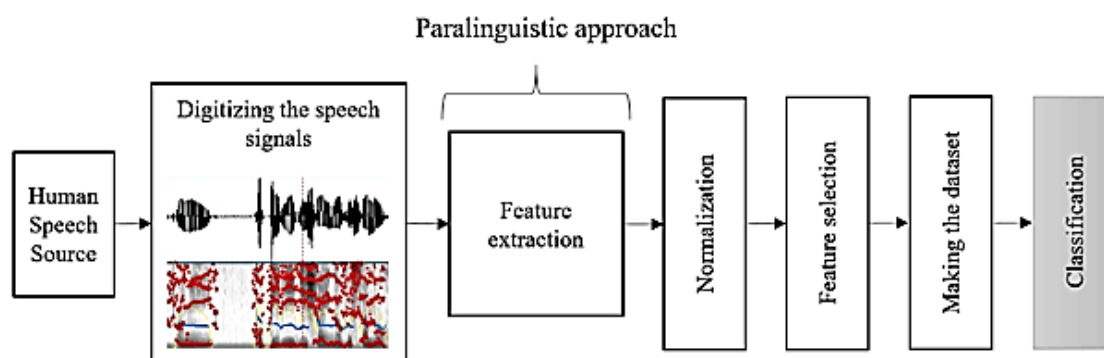 Paralinguistic approach
Human
Speech
Source
Digitizing the speech
signals
Feature
extraction
Normalization
Feature selection
Making the dataset
Classification